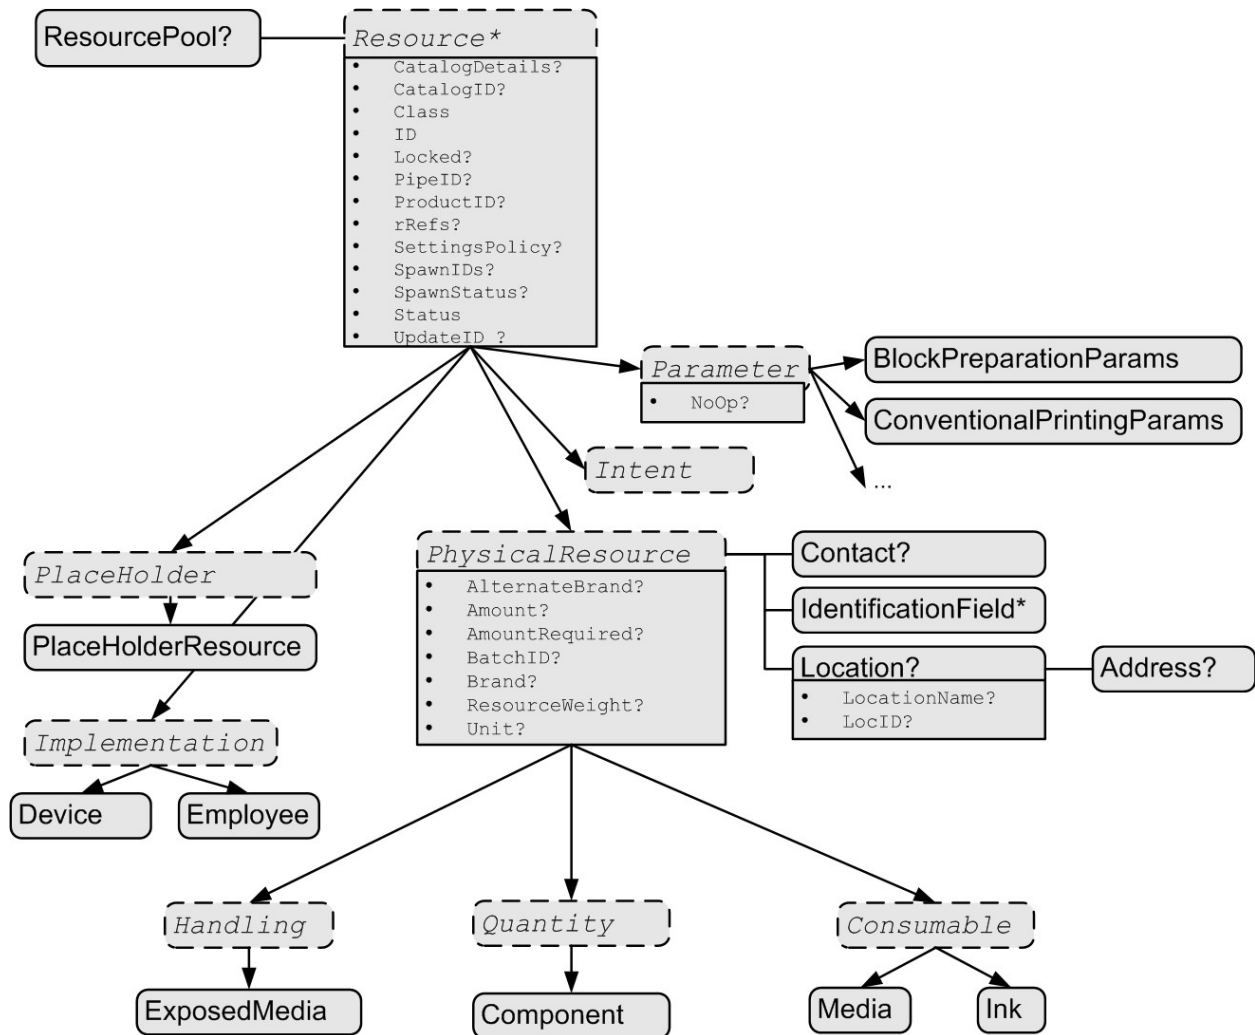 ResourcePool?
Resource*
• CatalogDetails?
• CatalogID?
• Class
• ID
• Locked?
• PipeID?
• ProductID?
• rRefs?
• SettingsPolicy?
• SpawnIDs?
• SpawnStatus?
• Status
• UpdateID ?
Parameter
• NoOp?
BlockPreparationParams
ConventionalPrintingParams
...
Intent
PlaceHolder
PlaceHolderResource
Implementation
Device
Employee
PhysicalResource
• AlternateBrand?
• Amount?
• AmountRequired?
• BatchID?
• Brand?
• ResourceWeight?
• Unit?
Contact?
IdentificationField*
Location?
• LocationName?
• LocID?
Address?
Handling
ExposedMedia
Quantity
Component
Consumable
Media
Ink